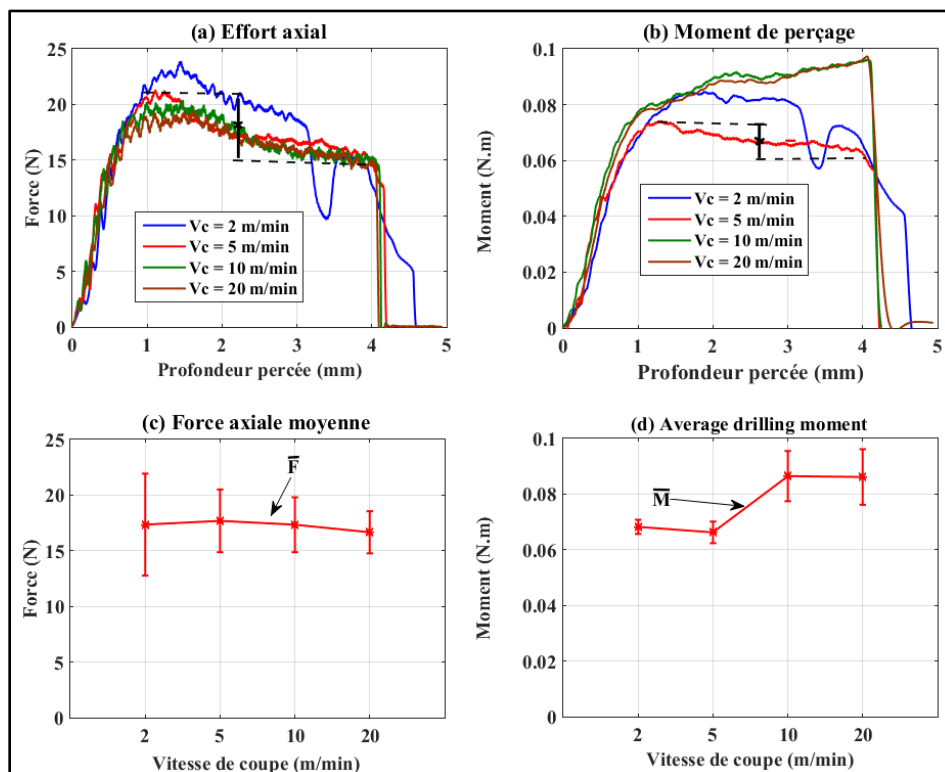 (a) Effort axial
25
20
15
10
5
0
Force (N)
Vc = 2 m/min
Vc = 5 m/min
Vc = 10 m/min
Vc = 20 m/min
0 1 2 3 4 5
Profondeur percée (mm)
(b) Moment de perçage
0.1
0.08
0.06
0.04
0.02
0
Moment (N.m)
Vc = 2 m/min
Vc = 5 m/min
Vc = 10 m/min
Vc = 20 m/min
0 1 2 3 4 5
Profondeur percée (mm)
(c) Force axiale moyenne
25
20
15
10
5
0
Force (N)
F̅
2 5 10 20
Vitesse de coupe (m/min)
(d) Average drilling moment
0.1
0.08
0.06
0.04
0.02
0
Moment (N.m)
M̅
2 5 10 20
Vitesse de coupe (m/min)